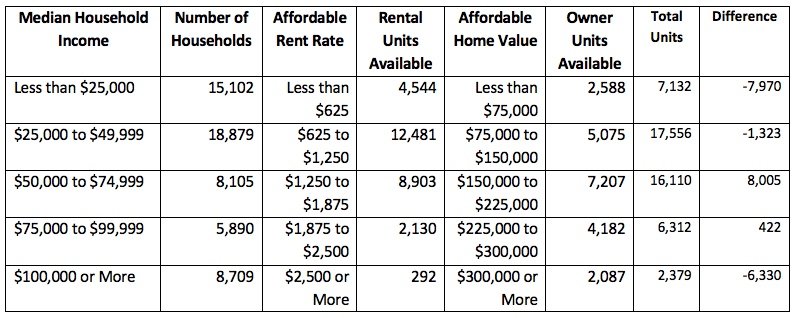 Median Household Income | Number of Households | Affordable Rent Rate | Rental Units Available | Affordable Home Value | Owner Units Available | Total Units | Difference
Less than $25,000 | 15,102 | Less than $625 | 4,544 | Less than $75,000 | 2,588 | 7,132 | -7,970
$25,000 to $49,999 | 18,879 | $625 to $1,250 | 12,481 | $75,000 to $150,000 | 5,075 | 17,556 | -1,323
$50,000 to $74,999 | 8,105 | $1,250 to $1,875 | 8,903 | $150,000 to $225,000 | 7,207 | 16,110 | 8,005
$75,000 to $99,999 | 5,890 | $1,875 to $2,500 | 2,130 | $225,000 to $300,000 | 4,182 | 6,312 | 422
$100,000 or More | 8,709 | $2,500 or More | 292 | $300,000 or More | 2,087 | 2,379 | -6,330